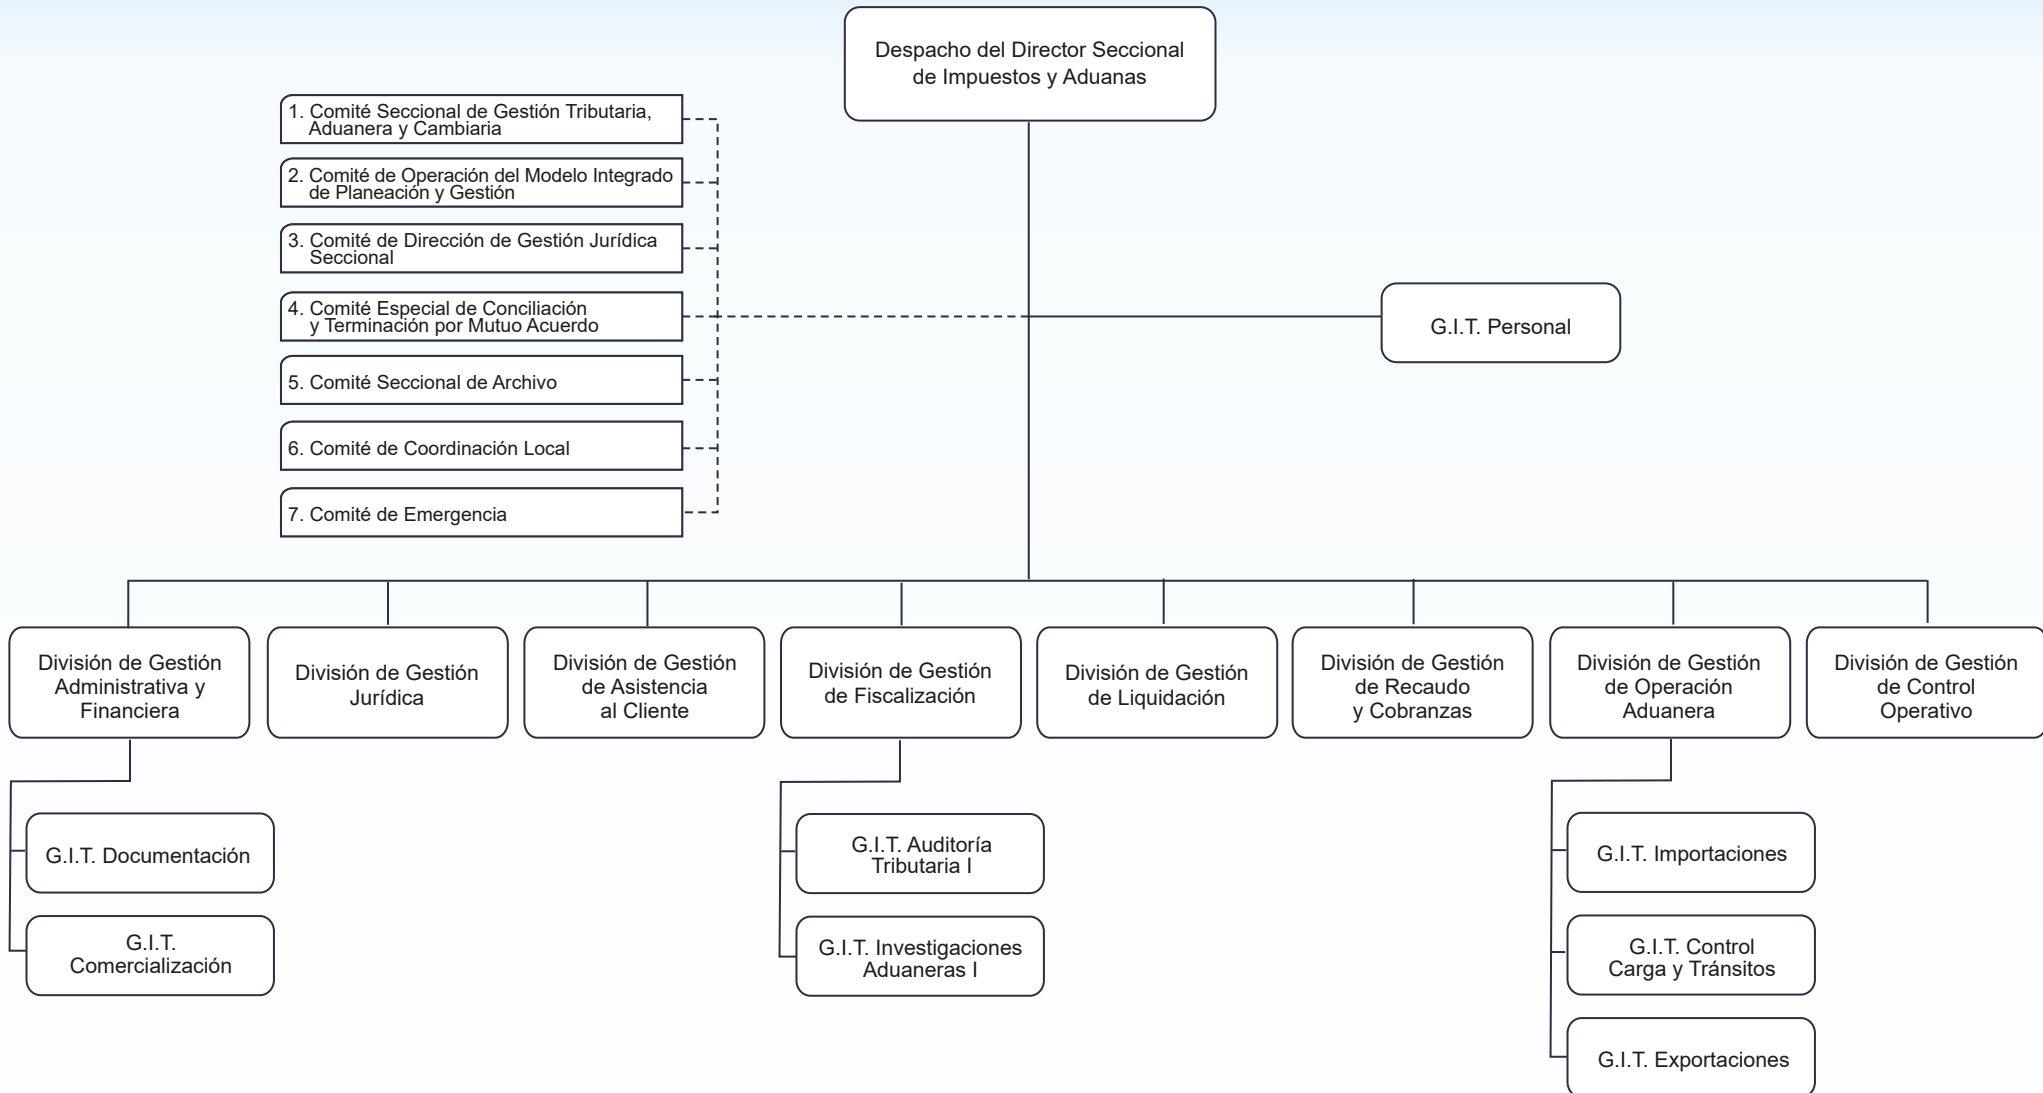 Despacho del Director Seccional
de Impuestos y Aduanas
1. Comité Seccional de Gestión Tributaria,
Aduanera y Cambiaria
2. Comité de Operación del Modelo Integrado
de Planeación y Gestión
3. Comité de Dirección de Gestión Jurídica
Seccional
4. Comité Especial de Conciliación
y Terminación por Mutuo Acuerdo
5. Comité Seccional de Archivo
6. Comité de Coordinación Local
7. Comité de Emergencia
G.I.T. Personal
División de Gestión
Administrativa y
Financiera
División de Gestión
Jurídica
División de Gestión
de Asistencia
al Cliente
División de Gestión
de Fiscalización
División de Gestión
de Liquidación
División de Gestión
de Recaudo
y Cobranzas
División de Gestión
de Operación
Aduanera
División de Gestión
de Control
Operativo
G.I.T. Documentación
G.I.T.
Comercialización
G.I.T. Auditoría
Tributaria I
G.I.T. Investigaciones
Aduaneras I
G.I.T. Importaciones
G.I.T. Control
Carga y Tránsitos
G.I.T. Exportaciones